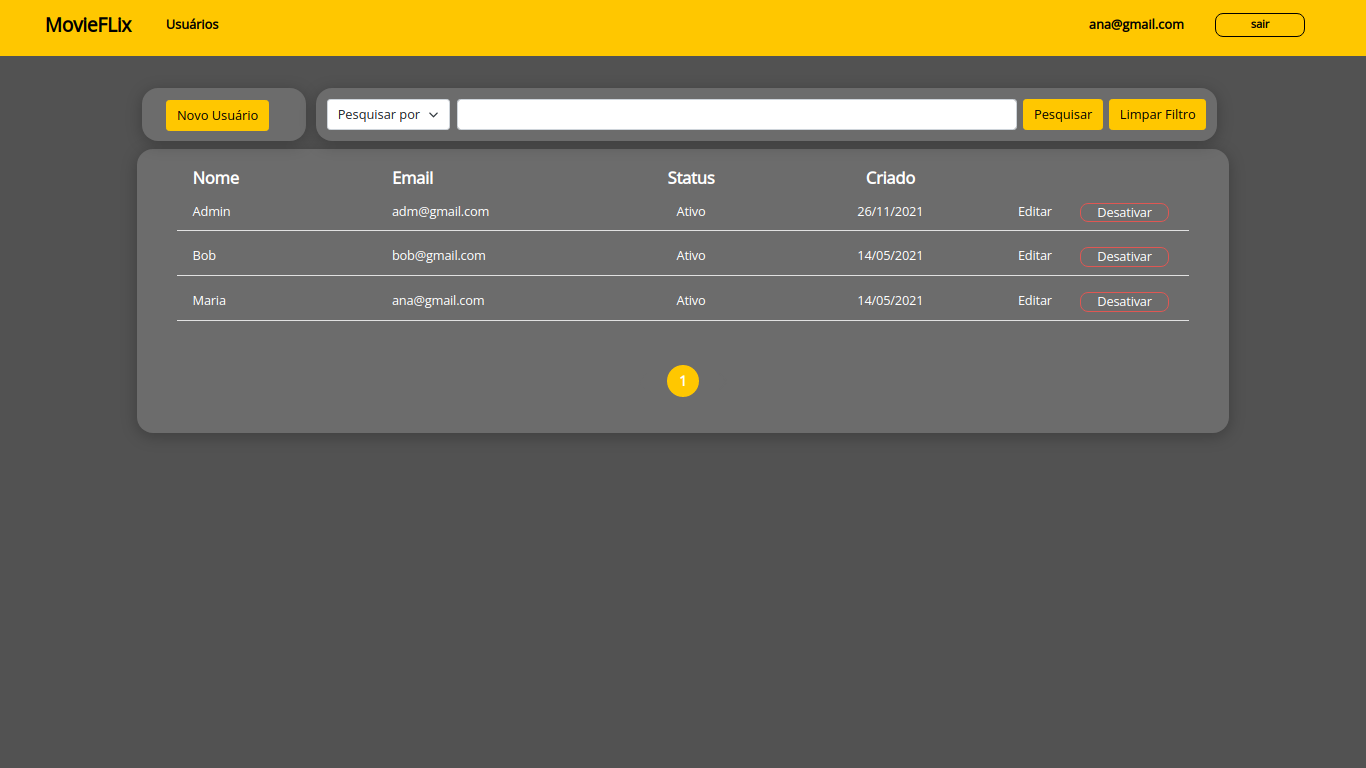 MovieFLix Usuários ana@gmail.com sair
Novo Usuário Pesquisar por Pesquisar Limpar Filtro
Nome Email Status Criado
Admin adm@gmail.com Ativo 26/11/2021 Editar Desativar
Bob bob@gmail.com Ativo 14/05/2021 Editar Desativar
Maria ana@gmail.com Ativo 14/05/2021 Editar Desativar
1